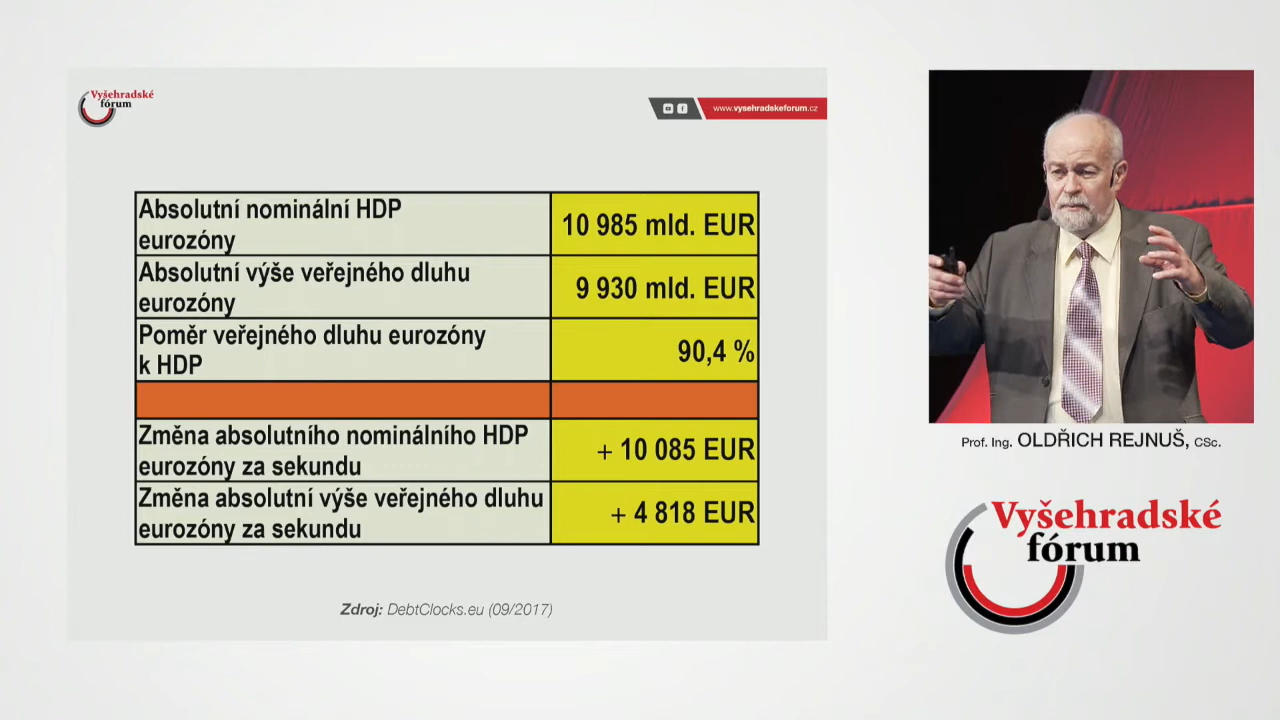 Vyšehradské
fórum
www.vysehradskeforum.cz
Absolutní nominální HDP
eurozóny
10 985 mld. EUR
Absolutní výše veřejného dluhu
eurozóny
9 930 mld. EUR
Poměr veřejného dluhu eurozóny
k HDP
90,4 %
Změna absolutního nominálního HDP
eurozóny za sekundu
+ 10 085 EUR
Změna absolutní výše veřejného dluhu
eurozóny za sekundu
+ 4 818 EUR
Zdroj: DebtClocks.eu (09/2017)
Prof. Ing. OLDŘICH REJNUŠ, CSc.
Vyšehradské
fórum